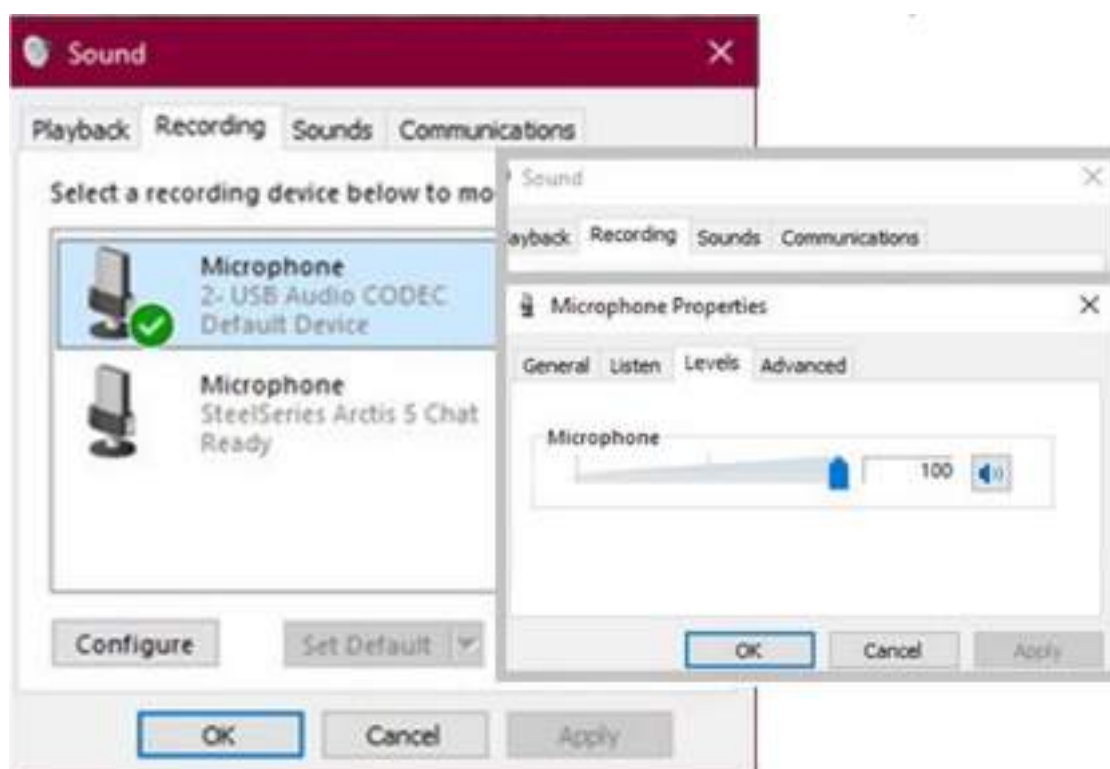 Sound
Playback Recording Sounds Communications
Select a recording device below to mo
Microphone
2- USB Audio CODEC
Default Device
Microphone
SteelSeries Arctis 5 Chat
Ready
Configure Set Default
OK Cancel Apply
Sound
ayback Recording Sounds Communications
Microphone Properties
General Listen Levels Advanced
Microphone
100
OK Cancel Apply